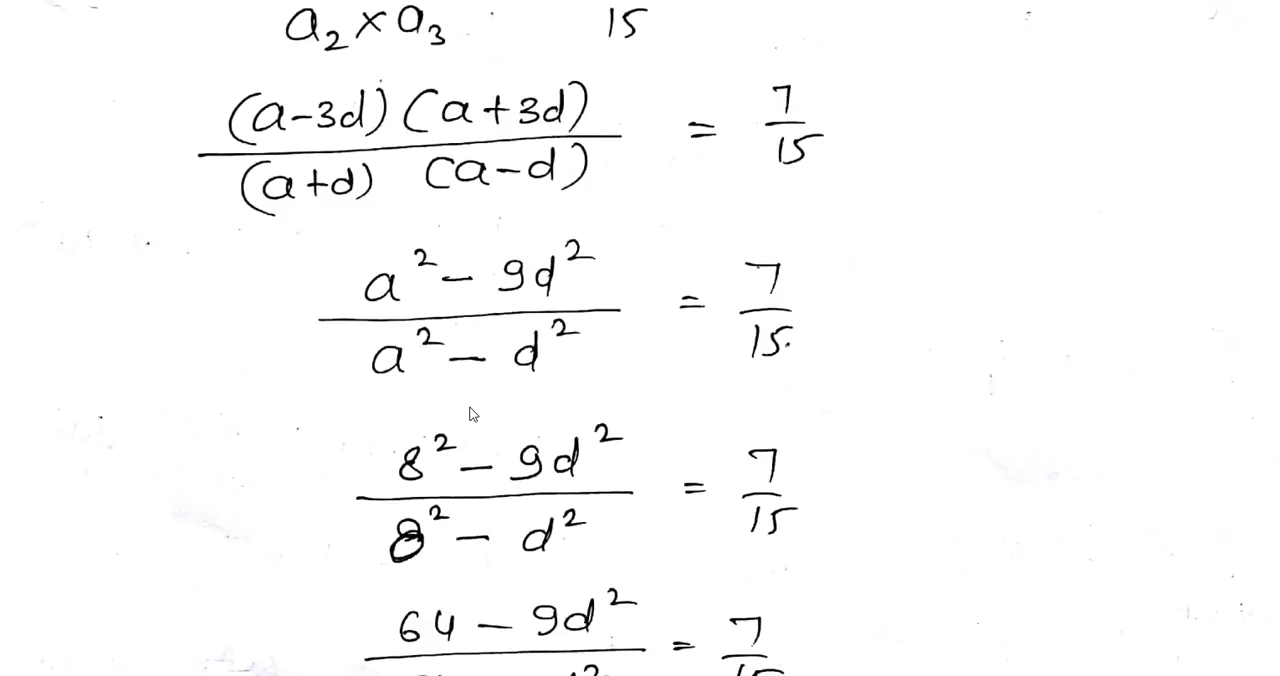 a₂ × a₃ 15
(a-3d) (a+3d) / (a+d) (a-d) = 7/15
a² - 9d² / a² - d² = 7/15.
8² - 9d² / 8² - d² = 7/15
64 - 9d² = 7/15